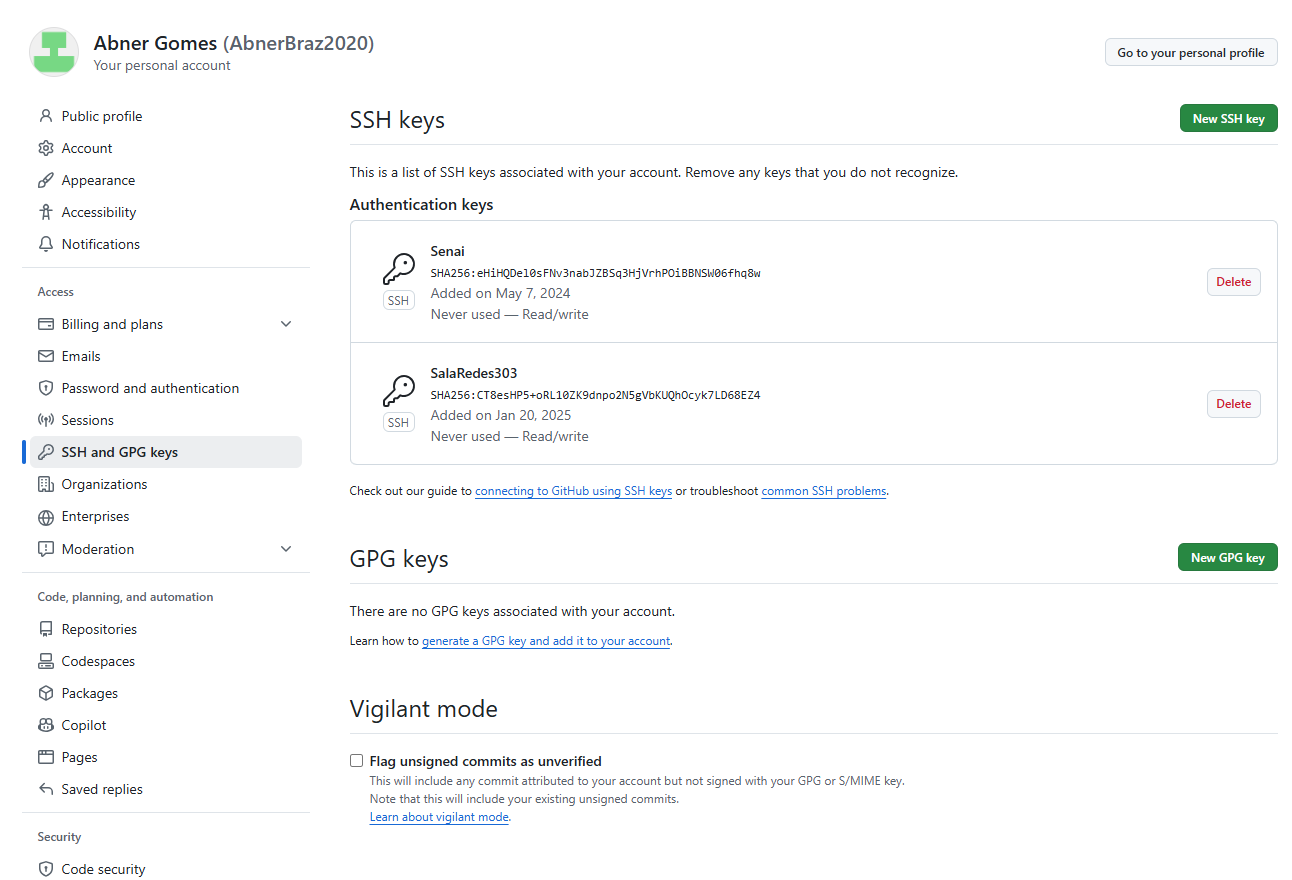 Abner Gomes (AbnerBraz2020)
Your personal account
Go to your personal profile
Public profile
Account
Appearance
Accessibility
Notifications
Access
Billing and plans
Emails
Password and authentication
Sessions
SSH and GPG keys
Organizations
Enterprises
Moderation
Code, planning, and automation
Repositories
Codespaces
Packages
Copilot
Pages
Saved replies
Security
Code security
SSH keys
New SSH key
This is a list of SSH keys associated with your account. Remove any keys that you do not recognize.
Authentication keys
Senai
SHA256:eHiHQDel0sFNv3nabJZBSq3HjVrhPOiBBNSW06fhq8w
SSH
Added on May 7, 2024
Never used — Read/write
Delete
SalaRedes303
SHA256:CT8esHP5+oRL10ZK9dnpo2N5gVbKUQhOcyk7LD68EZ4
SSH
Added on Jan 20, 2025
Never used — Read/write
Delete
Check out our guide to connecting to GitHub using SSH keys or troubleshoot common SSH problems.
GPG keys
New GPG key
There are no GPG keys associated with your account.
Learn how to generate a GPG key and add it to your account.
Vigilant mode
Flag unsigned commits as unverified
This will include any commit attributed to your account but not signed with your GPG or S/MIME key.
Note that this will include your existing unsigned commits.
Learn about vigilant mode.